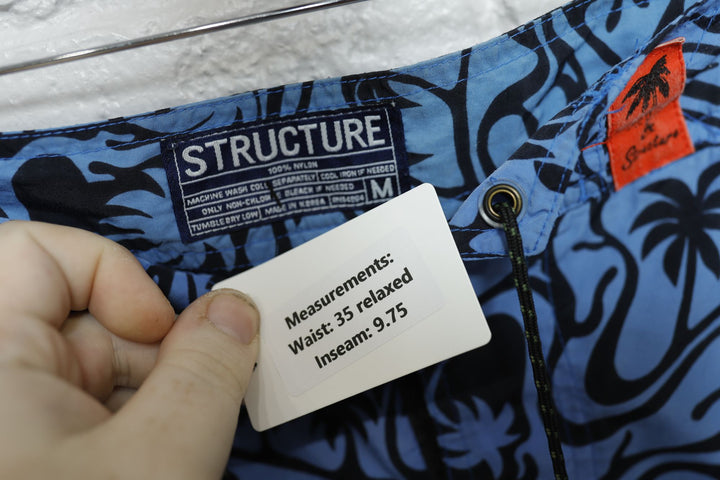 STRUCTURE
100% NYLON
MACHINE WASH COLD SEPARATELY COOL IRON IF NEEDED
ONLY NON-CHLORINE BLEACH IF NEEDED
TUMBLE DRY LOW MADE IN KOREA
M
Structure
Measurements:
Waist: 35 relaxed
Inseam: 9.75